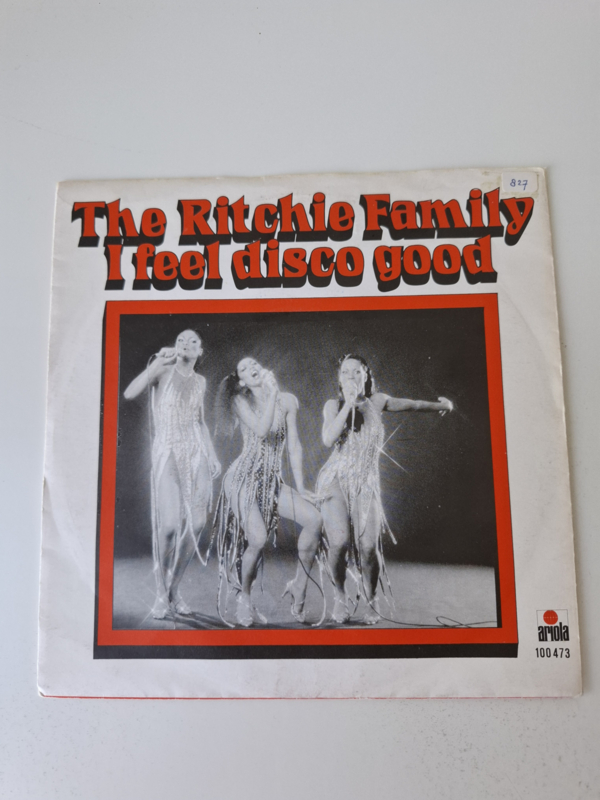 827
The Ritchie Family
I feel disco good
ariola
100 473